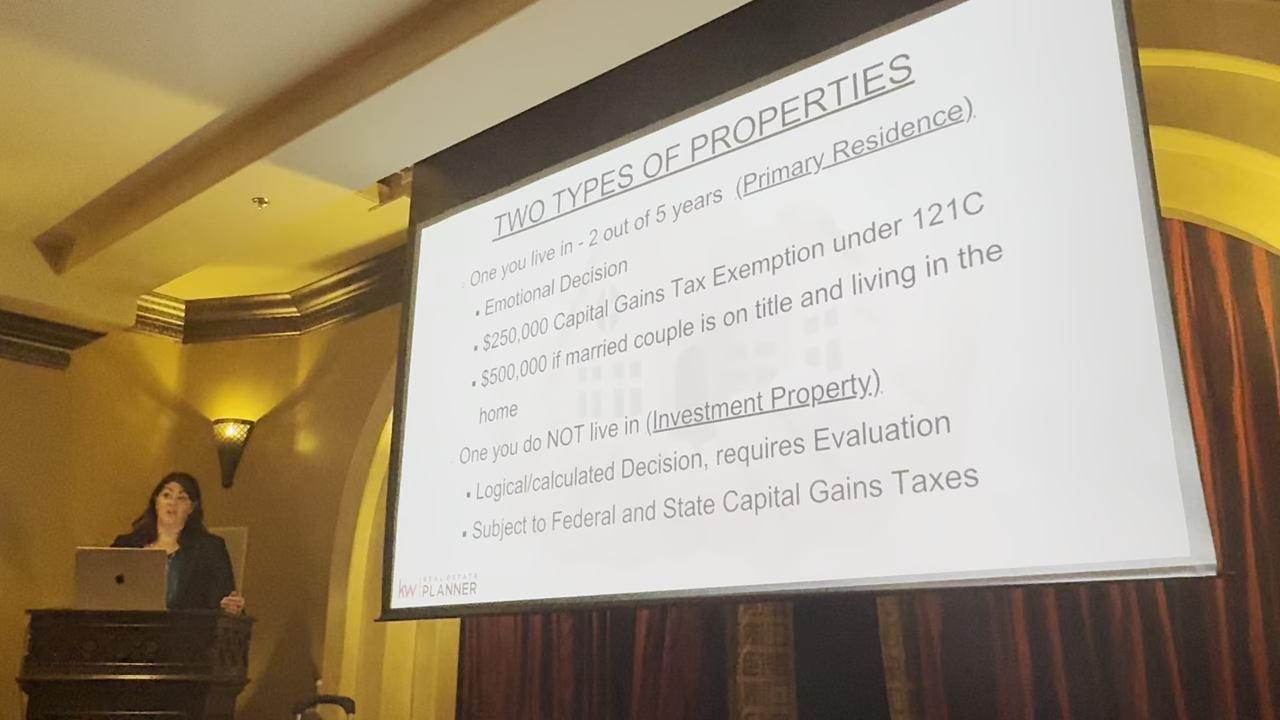 TWO TYPES OF PROPERTIES
One you live in - 2 out of 5 years (Primary Residence)
▪ Emotional Decision
▪ $250,000 Capital Gains Tax Exemption under 121C
▪ $500,000 if married couple is on title and living in the
home
One you do NOT live in (Investment Property)
▪ Logical/calculated Decision, requires Evaluation
▪ Subject to Federal and State Capital Gains Taxes
kw REAL ESTATE
PLANNER